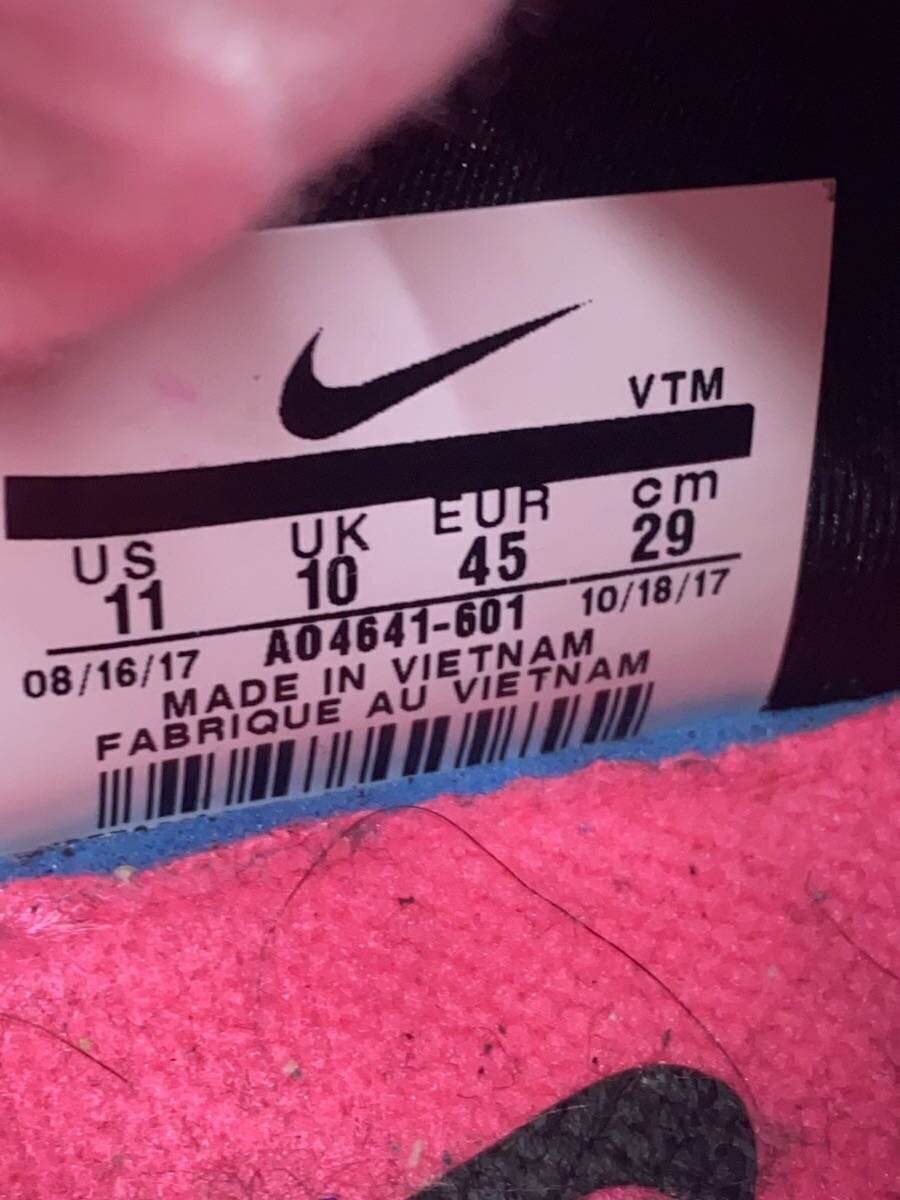 VTM
US UK EUR cm
11 10 45 29
08/16/17 AO4641-601 10/18/17
MADE IN VIETNAM
FABRIQUE AU VIETNAM